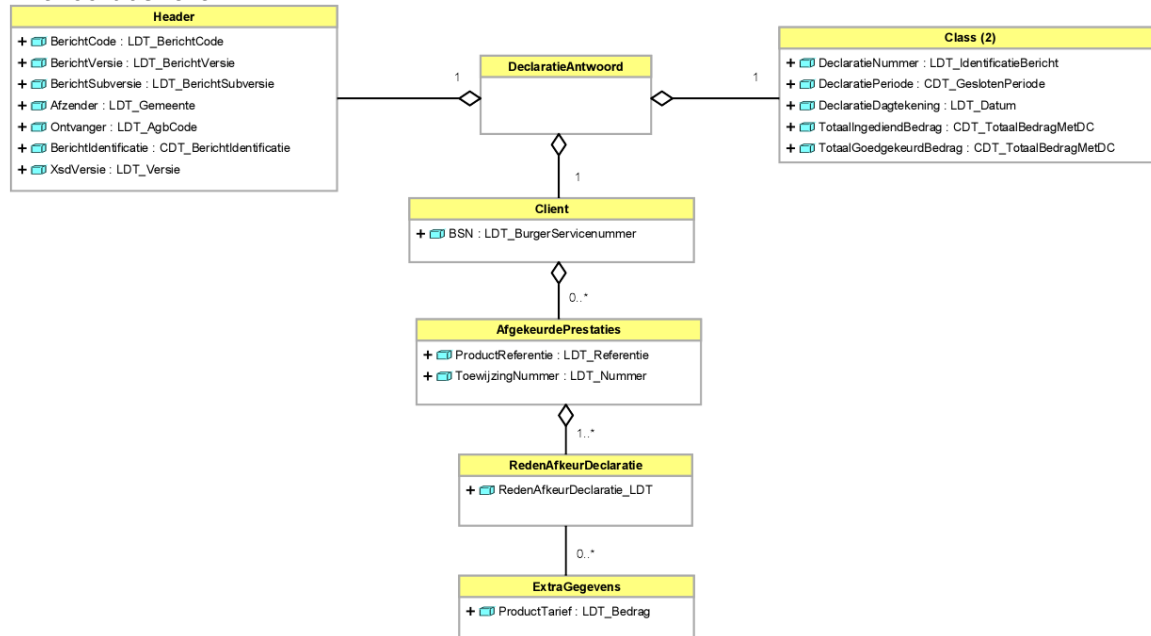 Header
+ BerichtCode : LDT_BerichtCode
+ BerichtVersie : LDT_BerichtVersie
+ BerichtSubversie : LDT_BerichtSubversie
+ Afzender : LDT_Gemeente
+ Ontvanger : LDT_AgbCode
+ BerichtIdentificatie : CDT_BerichtIdentificatie
+ XsdVersie : LDT_Versie
1
DeclaratieAntwoord
1
Class (2)
+ DeclaratieNummer : LDT_IdentificatieBericht
+ DeclaratiePeriode : CDT_GeslotenPeriode
+ DeclaratieDagtekening : LDT_Datum
+ TotaalIngediendBedrag : CDT_TotaalBedragMetDC
+ TotaalGoedgekeurdBedrag : CDT_TotaalBedragMetDC
1
Client
+ BSN : LDT_BurgerServicenummer
0..*
AfgekeurdePrestaties
+ ProductReferentie : LDT_Referentie
+ ToewijzingNummer : LDT_Nummer
1..*
RedenAfkeurDeclaratie
+ RedenAfkeurDeclaratie_LDT
0..*
ExtraGegevens
+ ProductTarief : LDT_Bedrag